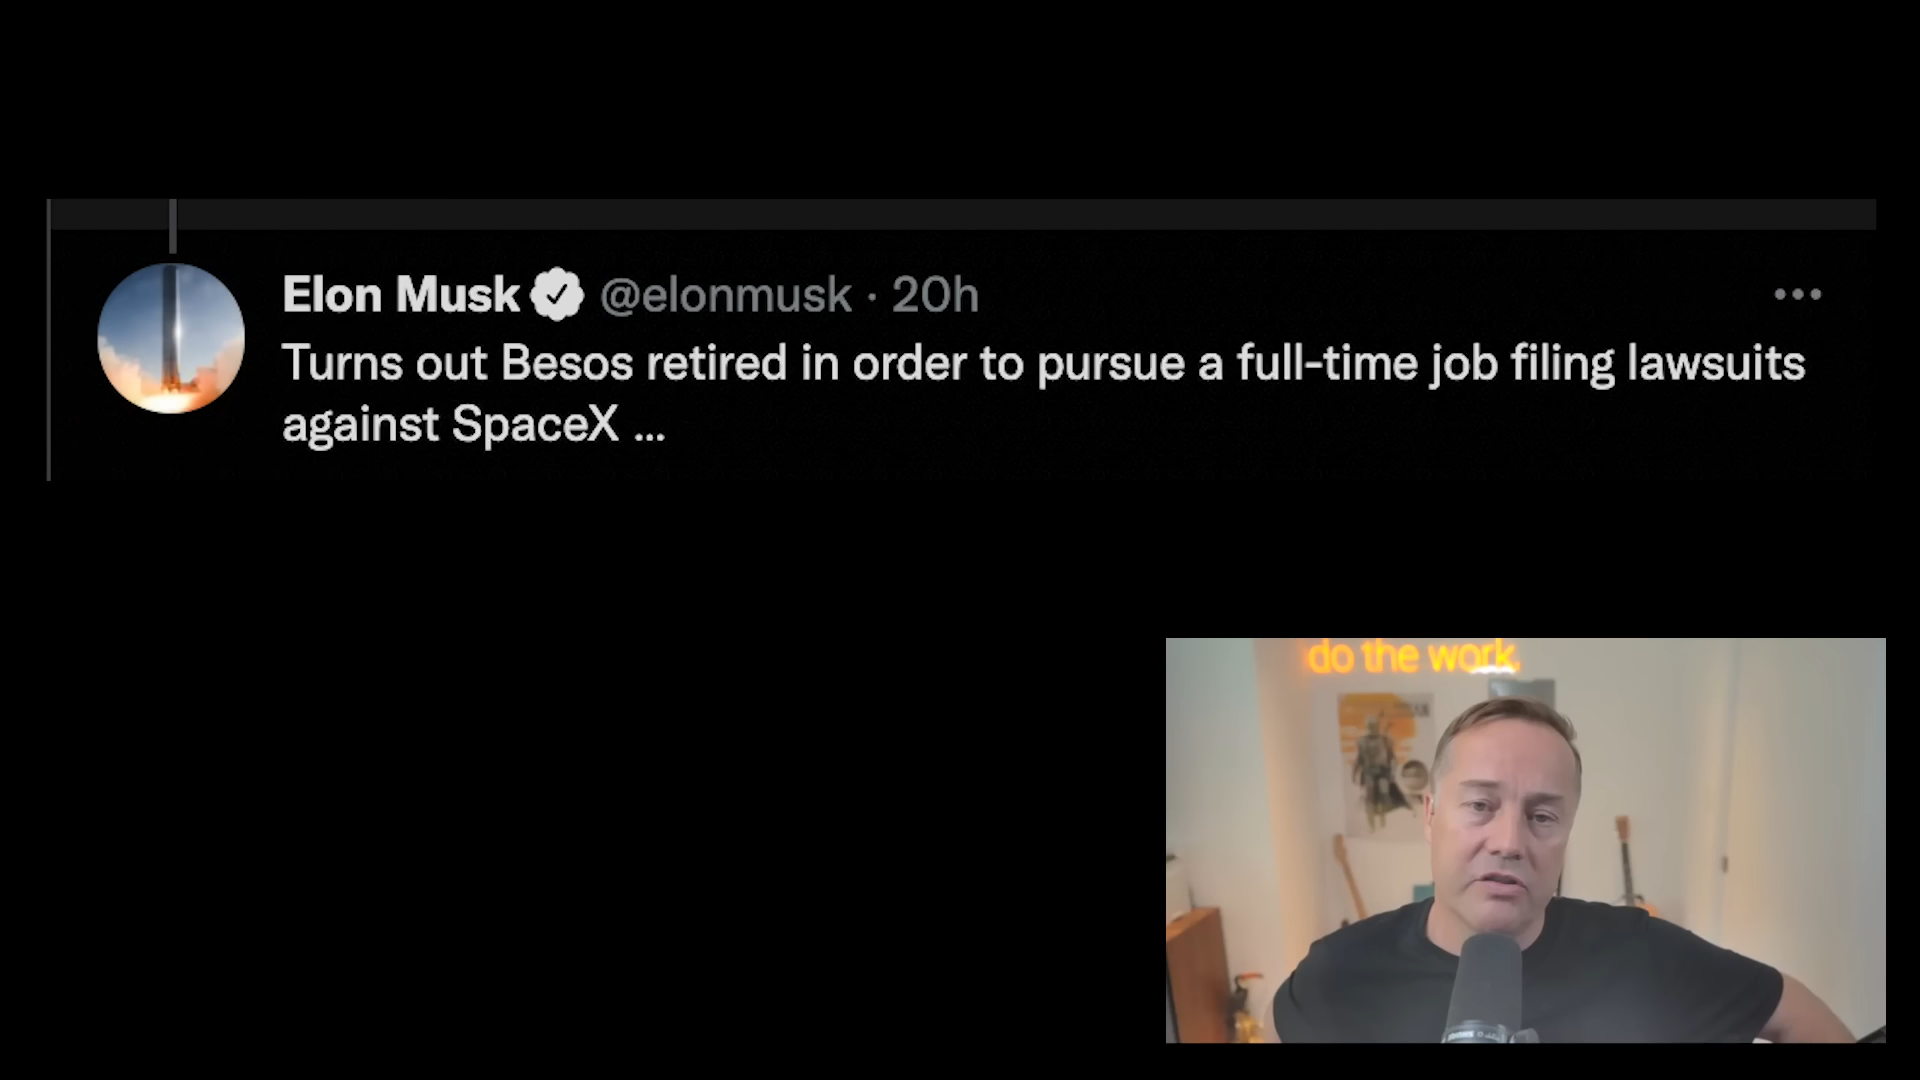 Elon Musk @elonmusk · 20h
Turns out Besos retired in order to pursue a full-time job filing lawsuits
against SpaceX ...
do the work.